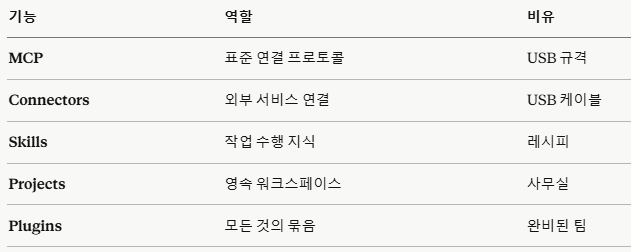 기능 역할 비유
MCP 표준 연결 프로토콜 USB 규격
Connectors 외부 서비스 연결 USB 케이블
Skills 작업 수행 지식 레시피
Projects 영속 워크스페이스 사무실
Plugins 모든 것의 묶음 완비된 팀